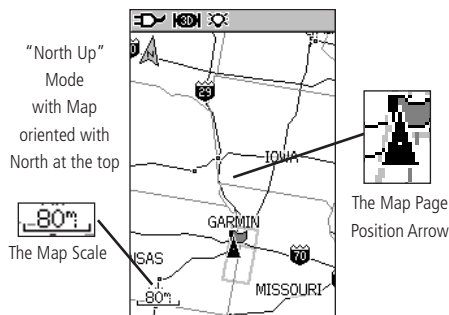 “North Up”
Mode
with Map
oriented with
North at the top
80m
The Map Scale
3D
29
IOWA
GARMIN
70
SAS
MISSOURI
80m
The Map Page
Position Arrow